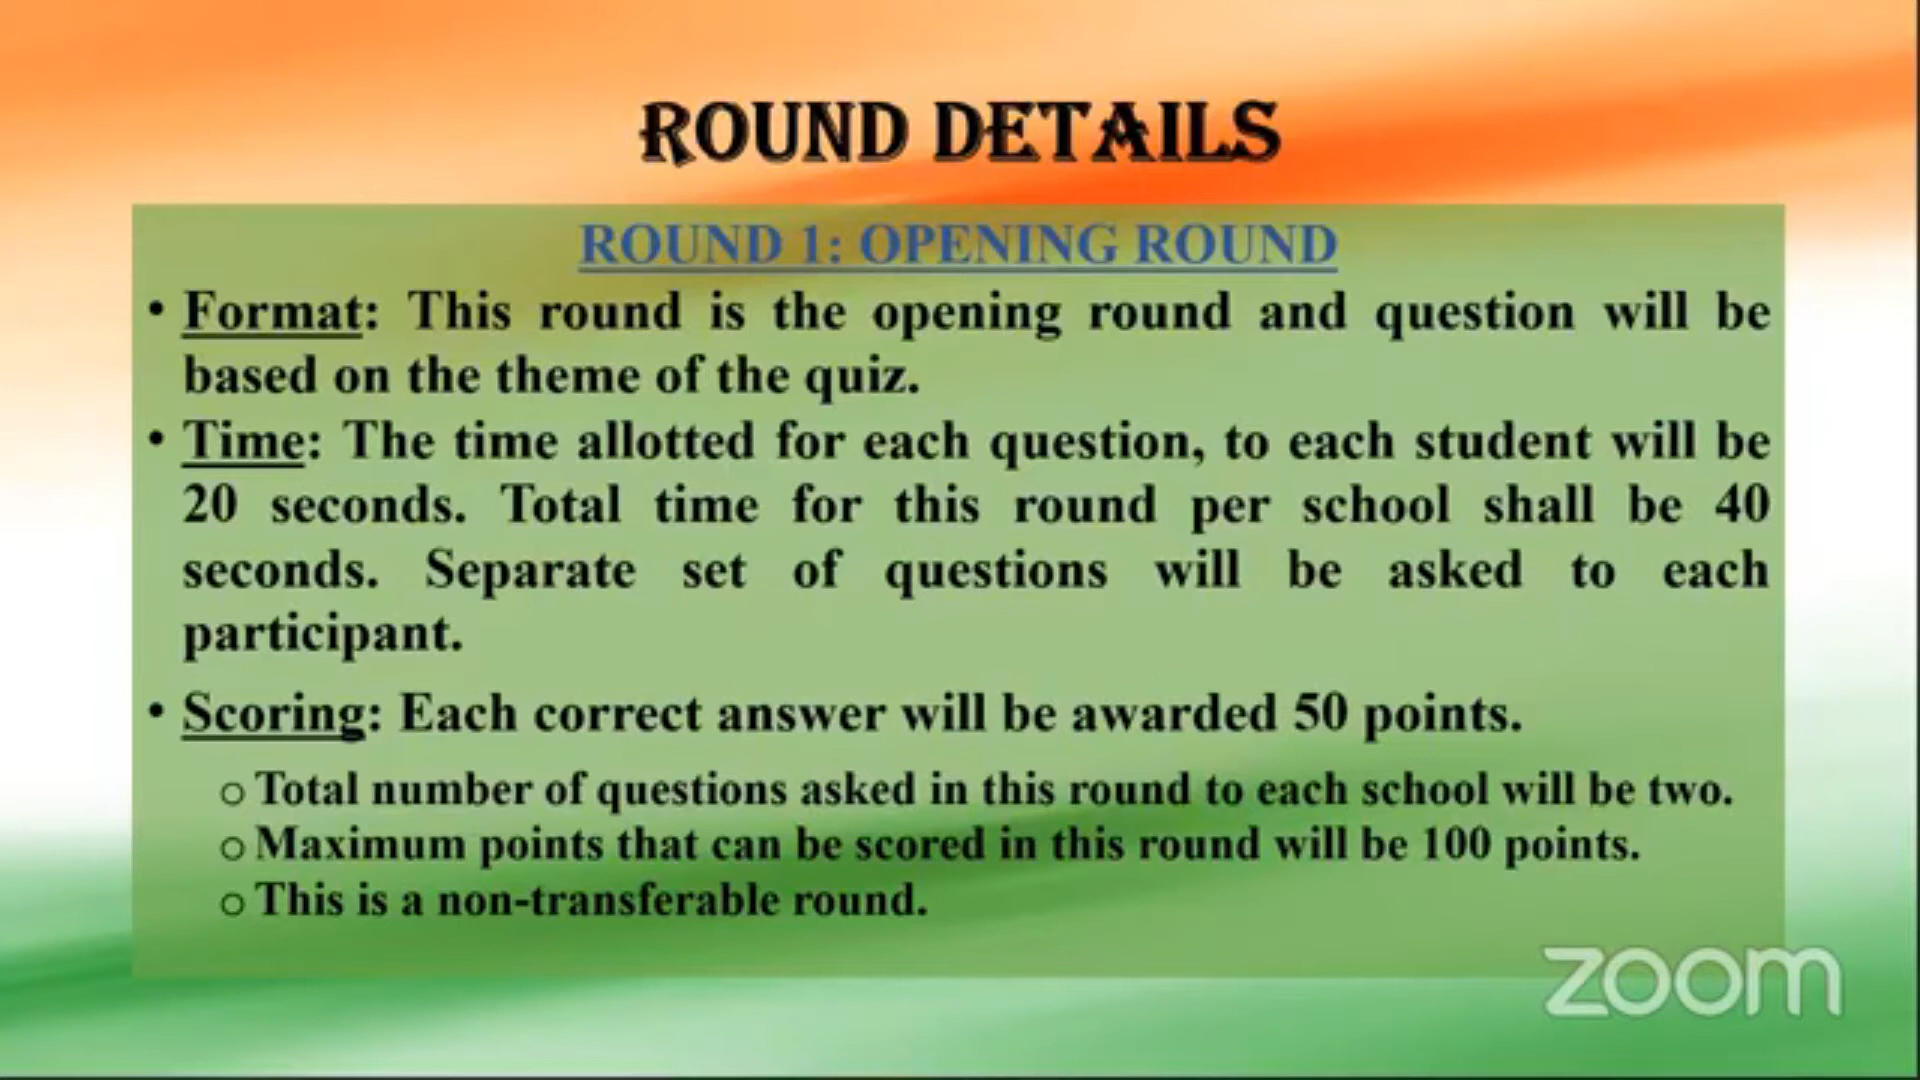 ROUND DETAILS
ROUND 1: OPENING ROUND
• Format: This round is the opening round and question will be
based on the theme of the quiz.
• Time: The time allotted for each question, to each student will be
20 seconds. Total time for this round per school shall be 40
seconds. Separate set of questions will be asked to each
participant.
• Scoring: Each correct answer will be awarded 50 points.
o Total number of questions asked in this round to each school will be two.
o Maximum points that can be scored in this round will be 100 points.
o This is a non-transferable round.
zoom